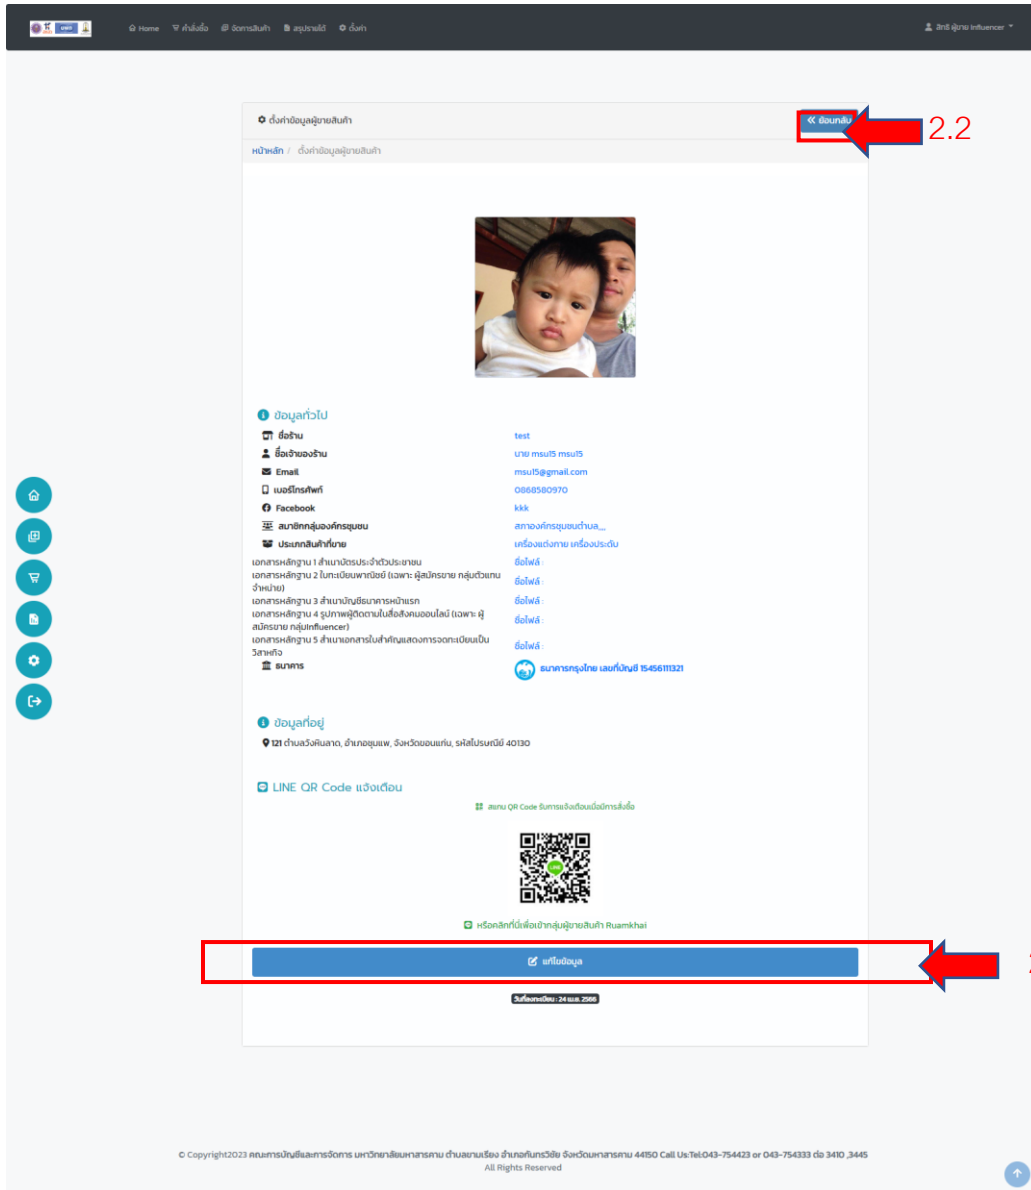 Home คำสั่งซื้อ จัดการสินค้า สรุปรายได้ ตั้งค่า สิทธิ ผู้ขาย Influencer
ตั้งค่าข้อมูลผู้ขายสินค้า ย้อนกลับ 2.2
หน้าหลัก / ตั้งค่าข้อมูลผู้ขายสินค้า
ข้อมูลทั่วไป
ชื่อร้าน test
ชื่อเจ้าของร้าน นาย msu15 msu15
Email msu15@gmail.com
เบอร์โทรศัพท์ 0868580970
Facebook kkk
สมาชิกกลุ่มองค์กรชุมชน สภาองค์กรชุมชนตำบล,,,
ประเภทสินค้าที่ขาย เครื่องแต่งกาย เครื่องประดับ
เอกสารหลักฐาน 1 สำเนาบัตรประจำตัวประชาชน ชื่อไฟล์ :
เอกสารหลักฐาน 2 ใบทะเบียนพาณิชย์ (เฉพาะ ผู้สมัครขาย กลุ่มตัวแทน
จำหน่าย) ชื่อไฟล์ :
เอกสารหลักฐาน 3 สำเนาบัญชีธนาคารหน้าแรก ชื่อไฟล์ :
เอกสารหลักฐาน 4 รูปภาพผู้ติดตามในสื่อสังคมออนไลน์ (เฉพาะ ผู้
สมัครขาย กลุ่มInfluencer) ชื่อไฟล์ :
เอกสารหลักฐาน 5 สำเนาเอกสารใบสำคัญแสดงการจดทะเบียนเป็น
วิสาหกิจ ชื่อไฟล์ :
ธนาคาร ธนาคารกรุงไทย เลขที่บัญชี 15456111321
ข้อมูลที่อยู่
121 ตำบลวังหินลาด, อำเภอชุมแพ, จังหวัดขอนแก่น, รหัสไปรษณีย์ 40130
LINE QR Code แจ้งเตือน
สแกน QR Code รับการแจ้งเตือนเมื่อมีการสั่งซื้อ
LINE
หรือคลิกที่นี่เพื่อเข้ากลุ่มผู้ขายสินค้า Ruamkhai
แก้ไขข้อมูล
วันที่ลงทะเบียน : 24 เม.ย. 2566
© Copyright2023 คณะการบัญชีและการจัดการ มหาวิทยาลัยมหาสารคาม ตำบลขามเรียง อำเภอกันทรวิชัย จังหวัดมหาสารคาม 44150 Call Us:Tel:043-754423 or 043-754333 ต่อ 3410 ,3445
All Rights Reserved